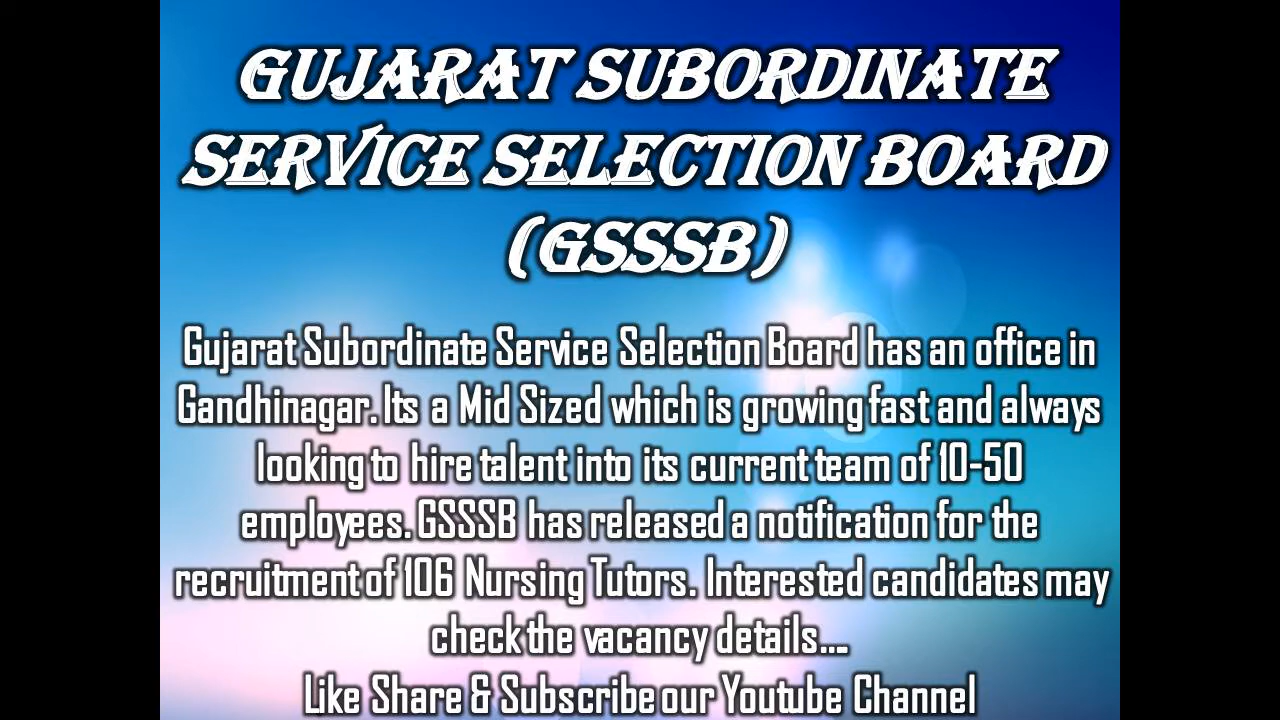 GUJARAT SUBORDINATE
SERVICE SELECTION BOARD
(GSSSB)
Gujarat Subordinate Service Selection Board has an office in
Gandhinagar. Its a Mid Sized which is growing fast and always
looking to hire talent into its current team of 10-50
employees. GSSSB has released a notification for the
recruitment of 106 Nursing Tutors. Interested candidates may
check the vacancy details....
Like Share & Subscribe our Youtube Channel